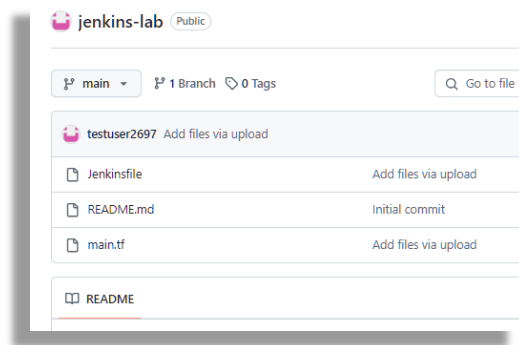 jenkins-lab Public
main 1 Branch 0 Tags Go to file
testuser2697 Add files via upload
Jenkinsfile Add files via upload
README.md Initial commit
main.tf Add files via upload
README